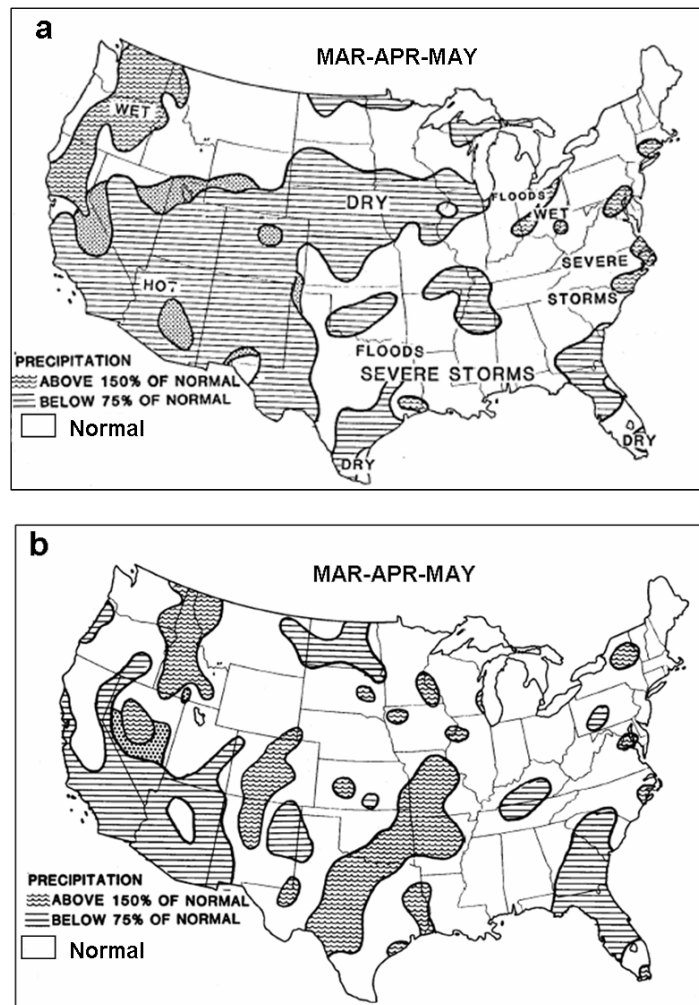 a
MAR-APR-MAY
WET
DRY
FLOODS
WET
HOT
SEVERE
STORMS
FLOODS
SEVERE STORMS
DRY
DRY
PRECIPITATION
ABOVE 150% OF NORMAL
BELOW 75% OF NORMAL
Normal
b
MAR-APR-MAY
PRECIPITATION
ABOVE 150% OF NORMAL
BELOW 75% OF NORMAL
Normal